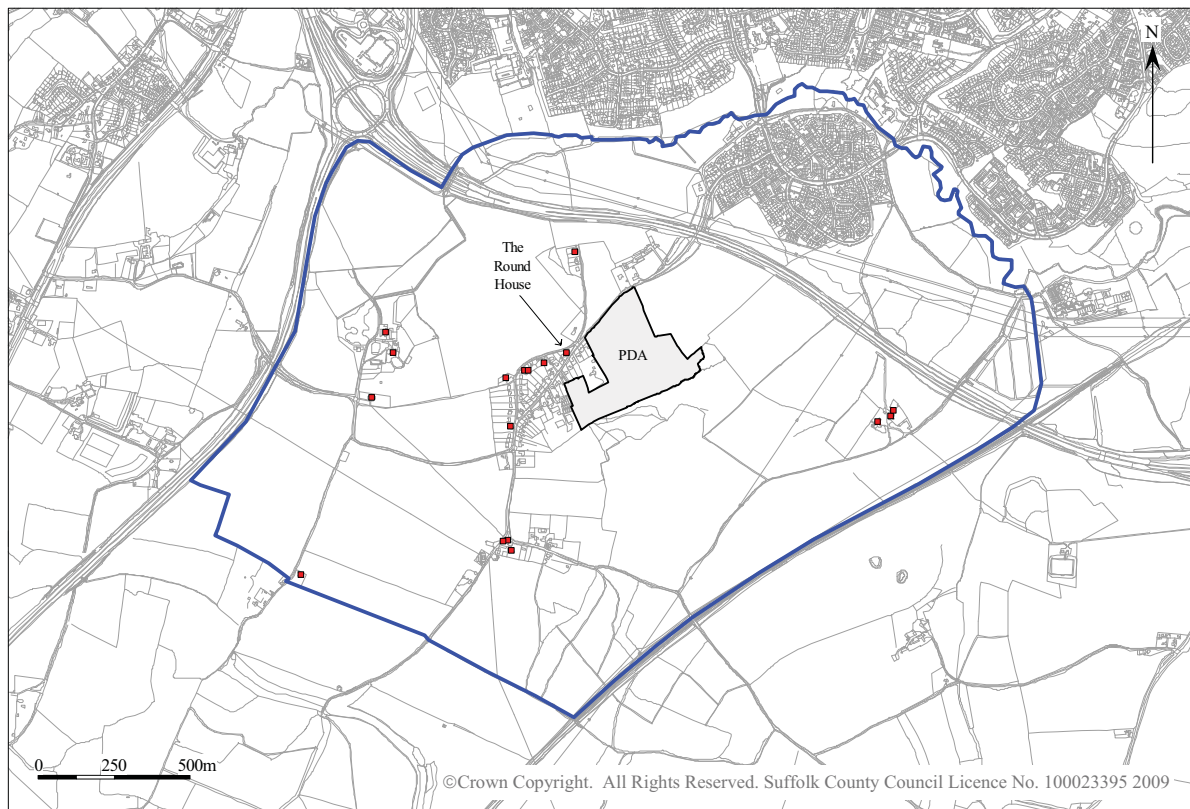 N
The
Round
House
PDA
0 250 500m
©Crown Copyright. All Rights Reserved. Suffolk County Council Licence No. 100023395 2009